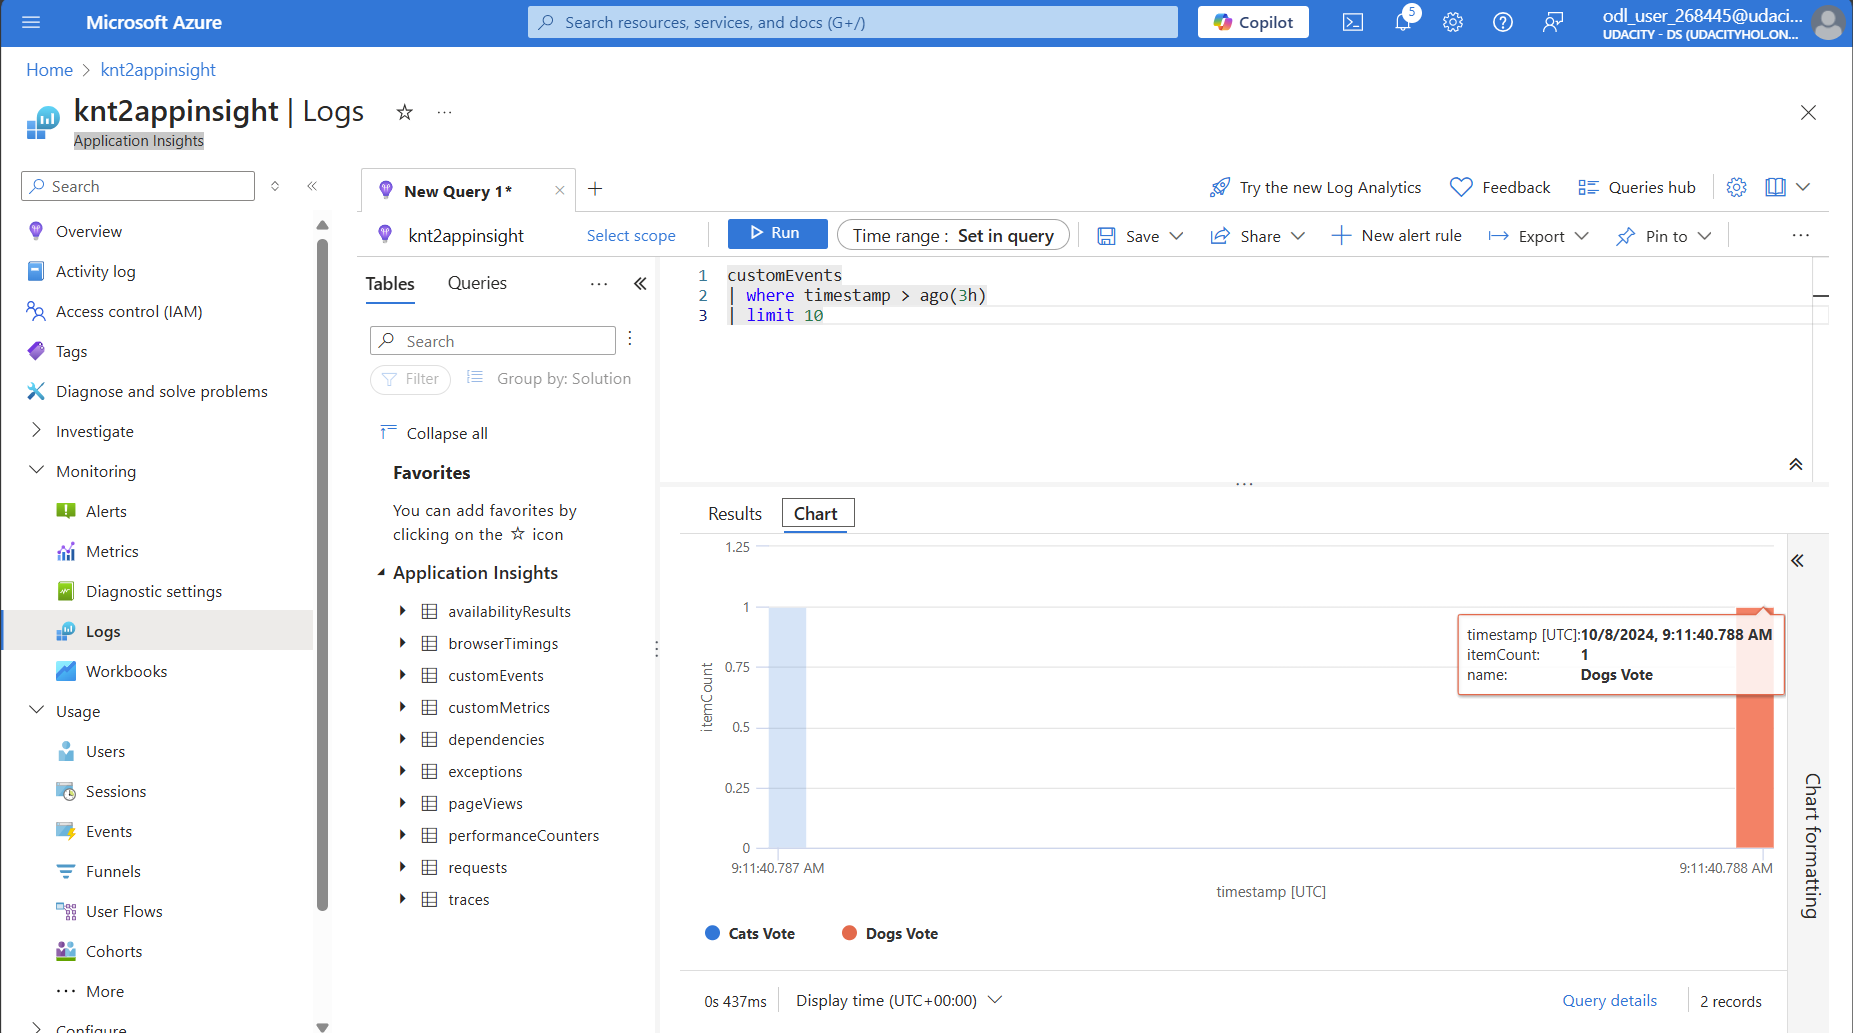 Microsoft Azure
Search resources, services, and docs (G+/)
Copilot
5
odl_user_268445@udaci...
UDACITY - DS (UDACITYHOL.ON...
Home > knt2appinsight
knt2appinsight | Logs
Application Insights
Search
Overview
Activity log
Access control (IAM)
Tags
Diagnose and solve problems
Investigate
Monitoring
Alerts
Metrics
Diagnostic settings
Logs
Workbooks
Usage
Users
Sessions
Events
Funnels
User Flows
Cohorts
More
Configure
New Query 1*
Try the new Log Analytics
Feedback
Queries hub
knt2appinsight
Select scope
Run
Time range : Set in query
Save
Share
New alert rule
Export
Pin to
Tables
Queries
Search
Filter
Group by: Solution
Collapse all
Favorites
You can add favorites by
clicking on the ☆ icon
Application Insights
availabilityResults
browserTimings
customEvents
customMetrics
dependencies
exceptions
pageViews
performanceCounters
requests
traces
1 customEvents
2 | where timestamp > ago(3h)
3 | limit 10
Results
Chart
1.25
1
0.75
0.5
0.25
0
itemCount
9:11:40.787 AM
9:11:40.788 AM
timestamp [UTC]
timestamp [UTC]:10/8/2024, 9:11:40.788 AM
itemCount: 1
name: Dogs Vote
Cats Vote
Dogs Vote
Chart formatting
0s 437ms
Display time (UTC+00:00)
Query details
2 records